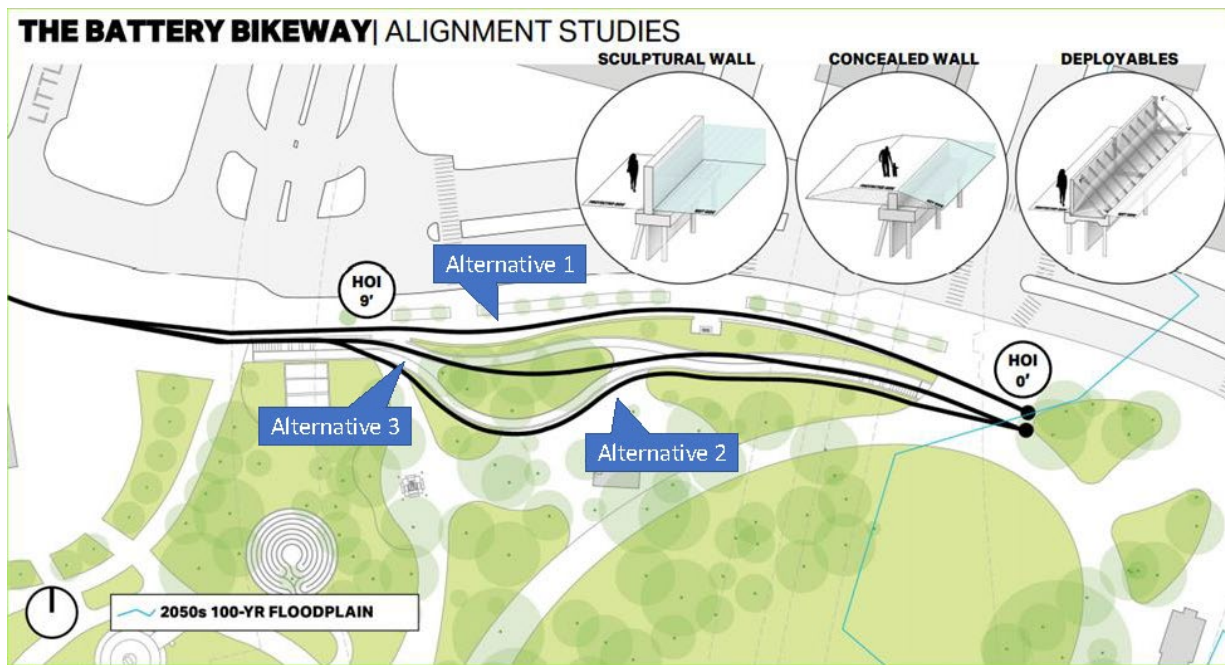 THE BATTERY BIKEWAY| ALIGNMENT STUDIES
SCULPTURAL WALL
CONCEALED WALL
DEPLOYABLES
LITTL
Alternative 1
HOI
9'
HOI
0'
Alternative 3
Alternative 2
2050s 100-YR FLOODPLAIN